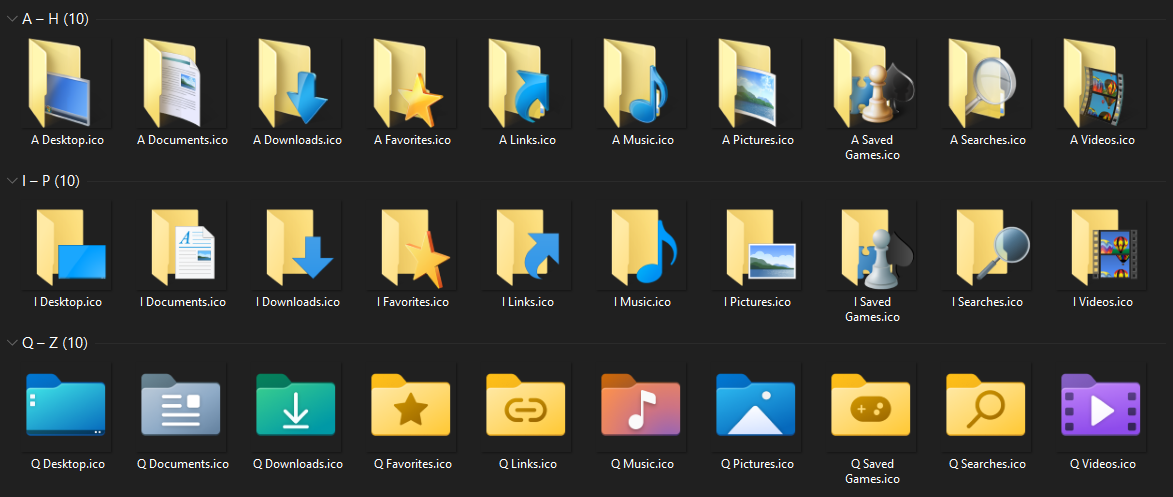 A – H (10)
A Desktop.ico
A Documents.ico
A Downloads.ico
A Favorites.ico
A Links.ico
A Music.ico
A Pictures.ico
A Saved
Games.ico
A Searches.ico
A Videos.ico
I – P (10)
I Desktop.ico
I Documents.ico
I Downloads.ico
I Favorites.ico
I Links.ico
I Music.ico
I Pictures.ico
I Saved
Games.ico
I Searches.ico
I Videos.ico
Q – Z (10)
Q Desktop.ico
Q Documents.ico
Q Downloads.ico
Q Favorites.ico
Q Links.ico
Q Music.ico
Q Pictures.ico
Q Saved
Games.ico
Q Searches.ico
Q Videos.ico